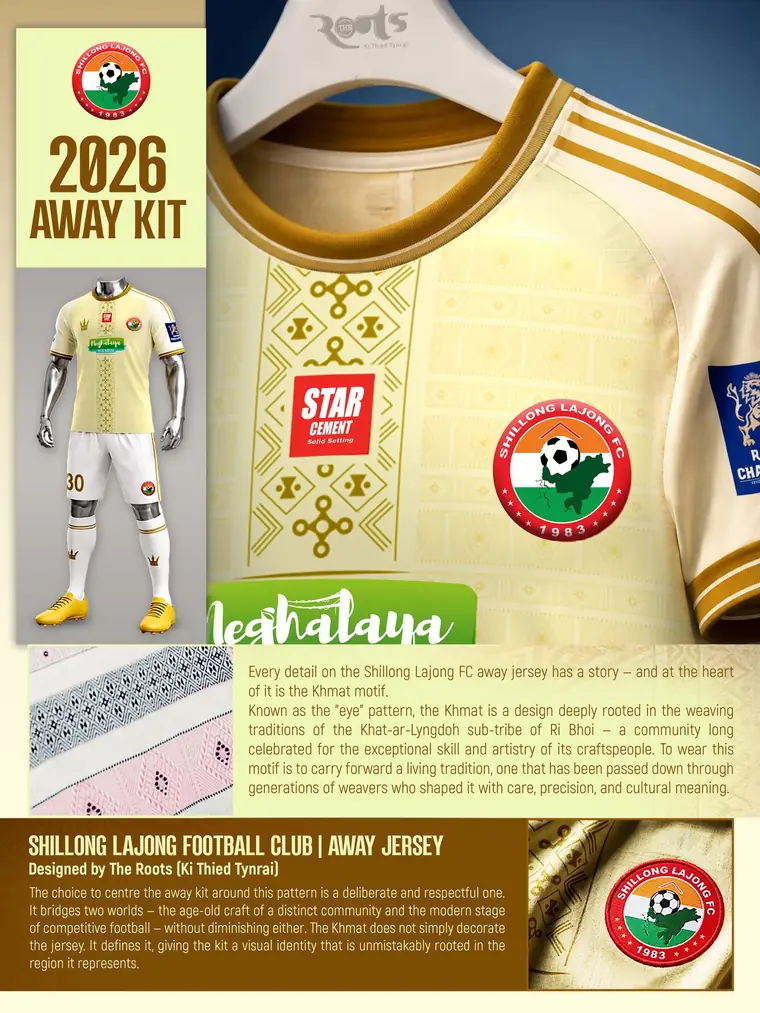 THE Roots
Ki Thied Tynrai
SHILLONG LAJONG FC
1983
2026
AWAY KIT
STAR
CEMENT
Solid Setting
SHILLONG LAJONG FC
1983
Meghalaya
30
Every detail on the Shillong Lajong FC away jersey has a story – and at the heart
of it is the Khmat motif.
Known as the "eye" pattern, the Khmat is a design deeply rooted in the weaving
traditions of the Khat-ar-Lyngdoh sub-tribe of Ri Bhoi – a community long
celebrated for the exceptional skill and artistry of its craftspeople. To wear this
motif is to carry forward a living tradition, one that has been passed down through
generations of weavers who shaped it with care, precision, and cultural meaning.
SHILLONG LAJONG FOOTBALL CLUB | AWAY JERSEY
Designed by The Roots (Ki Thied Tynrai)
The choice to centre the away kit around this pattern is a deliberate and respectful one.
It bridges two worlds – the age-old craft of a distinct community and the modern stage
of competitive football – without diminishing either. The Khmat does not simply decorate
the jersey. It defines it, giving the kit a visual identity that is unmistakably rooted in the
region it represents.
SHILLONG LAJONG FC
1983